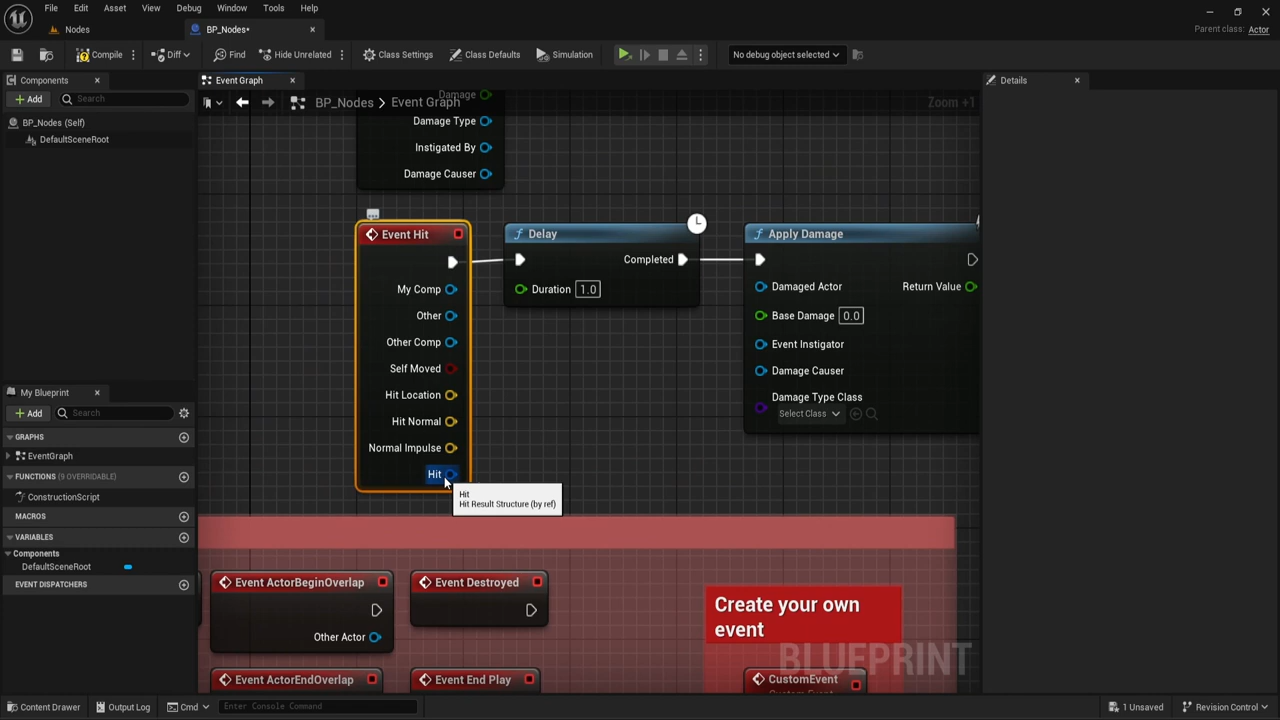 File Edit Asset View Debug Window Tools Help
Nodes
BP_Nodes*
Parent class: Actor
Compile
Diff
Find
Hide Unrelated
Class Settings
Class Defaults
Simulation
No debug object selected
Components
Add
Search
BP_Nodes (Self)
DefaultSceneRoot
My Blueprint
Add
Search
GRAPHS
EventGraph
FUNCTIONS (9 OVERRIDABLE)
ConstructionScript
MACROS
VARIABLES
Components
DefaultSceneRoot
EVENT DISPATCHERS
Event Graph
BP_Nodes > Event Graph
Zoom +1
Damage
Damage Type
Instigated By
Damage Causer
Event Hit
My Comp
Other
Other Comp
Self Moved
Hit Location
Hit Normal
Normal Impulse
Hit
Hit
Hit Result Structure (by ref)
Delay
Completed
Duration 1.0
Apply Damage
Damaged Actor
Return Value
Base Damage 0.0
Event Instigator
Damage Causer
Damage Type Class
Select Class
Event ActorBeginOverlap
Other Actor
Event Destroyed
Event ActorEndOverlap
Event End Play
Create your own
event
CustomEvent
BLUEPRINT
Details
Content Drawer
Output Log
Cmd
Enter Console Command
1 Unsaved
Revision Control